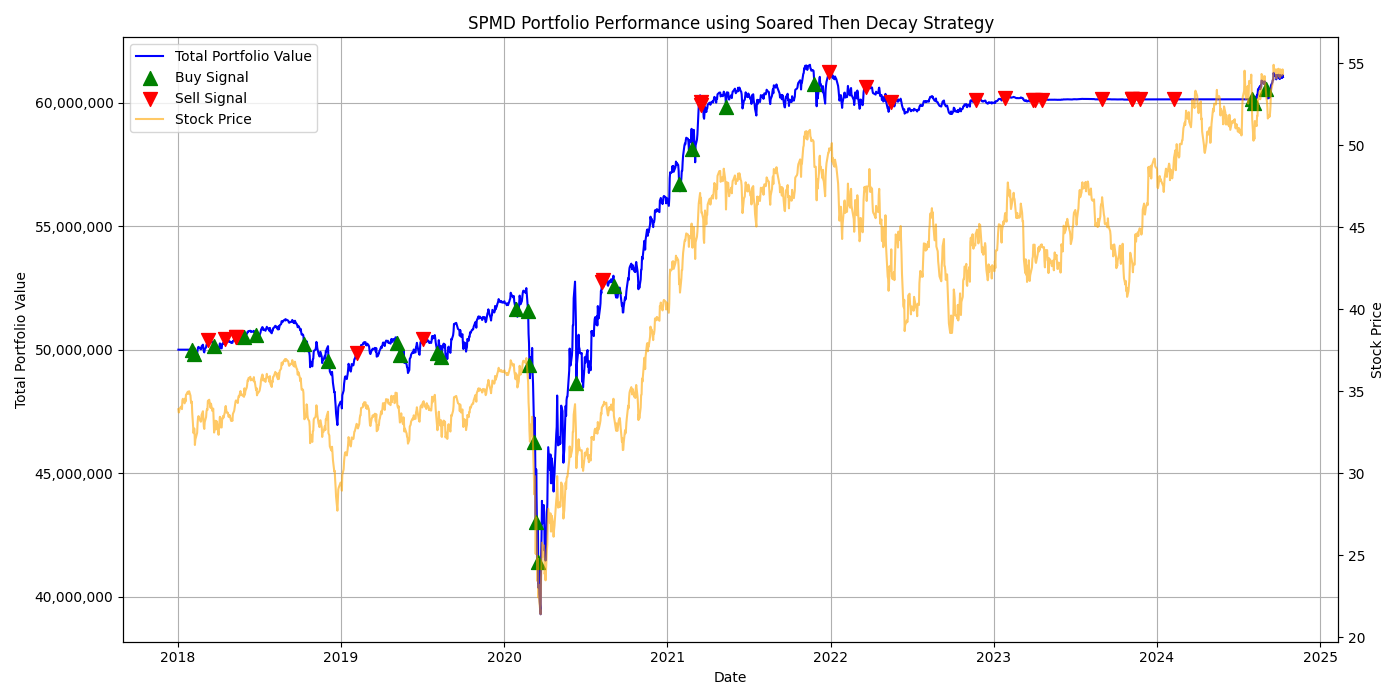 SPMD Portfolio Performance using Soared Then Decay Strategy
Total Portfolio Value
Buy Signal
Sell Signal
Stock Price
60,000,000
55,000,000
50,000,000
45,000,000
40,000,000
Total Portfolio Value
55
50
45
40
35
30
25
20
Stock Price
2018
2019
2020
2021
2022
2023
2024
2025
Date